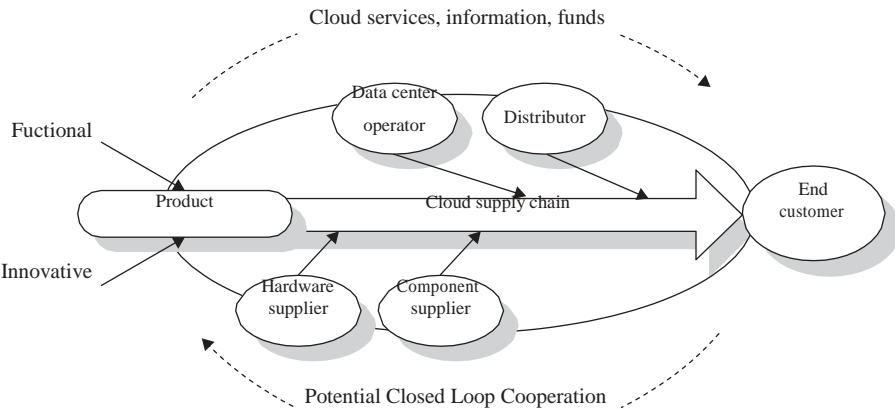 Cloud services, information, funds
Data center
operator
Distributor
Fuctional
Product
Cloud supply chain
End
customer
Innovative
Hardware
supplier
Component
supplier
Potential Closed Loop Cooperation